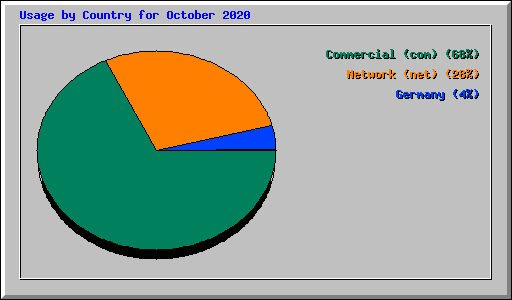 Usage by Country for October 2020
Commercial (com) (68%)
Network (net) (28%)
Germany (4%)